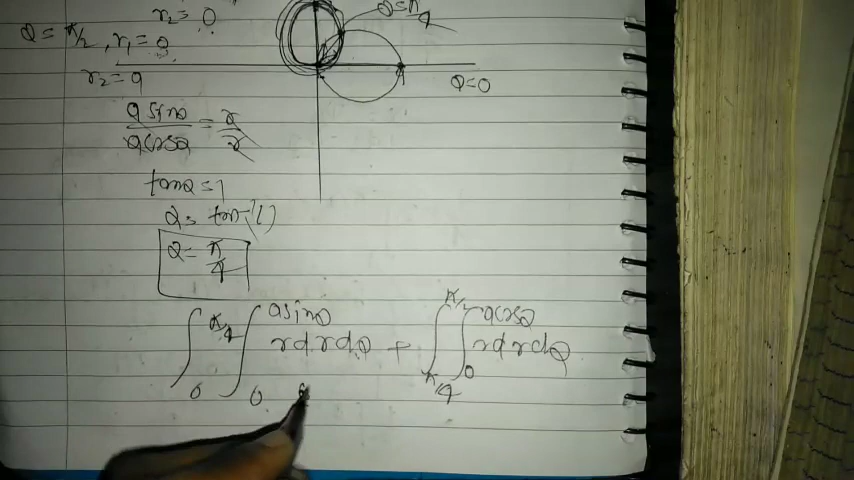 r₂ = 0
θ = π/4
θ = π/2, r₁ = a
r₂ = a
θ = 0
a sinθ / a cosθ = r / r
tanθ = 1
θ = tan⁻¹(1)
θ = π/4
∫₀^π/4 ∫₀^a sinθ r dr dθ + ∫_π/4^π/2 ∫₀^a cosθ r dr dθ